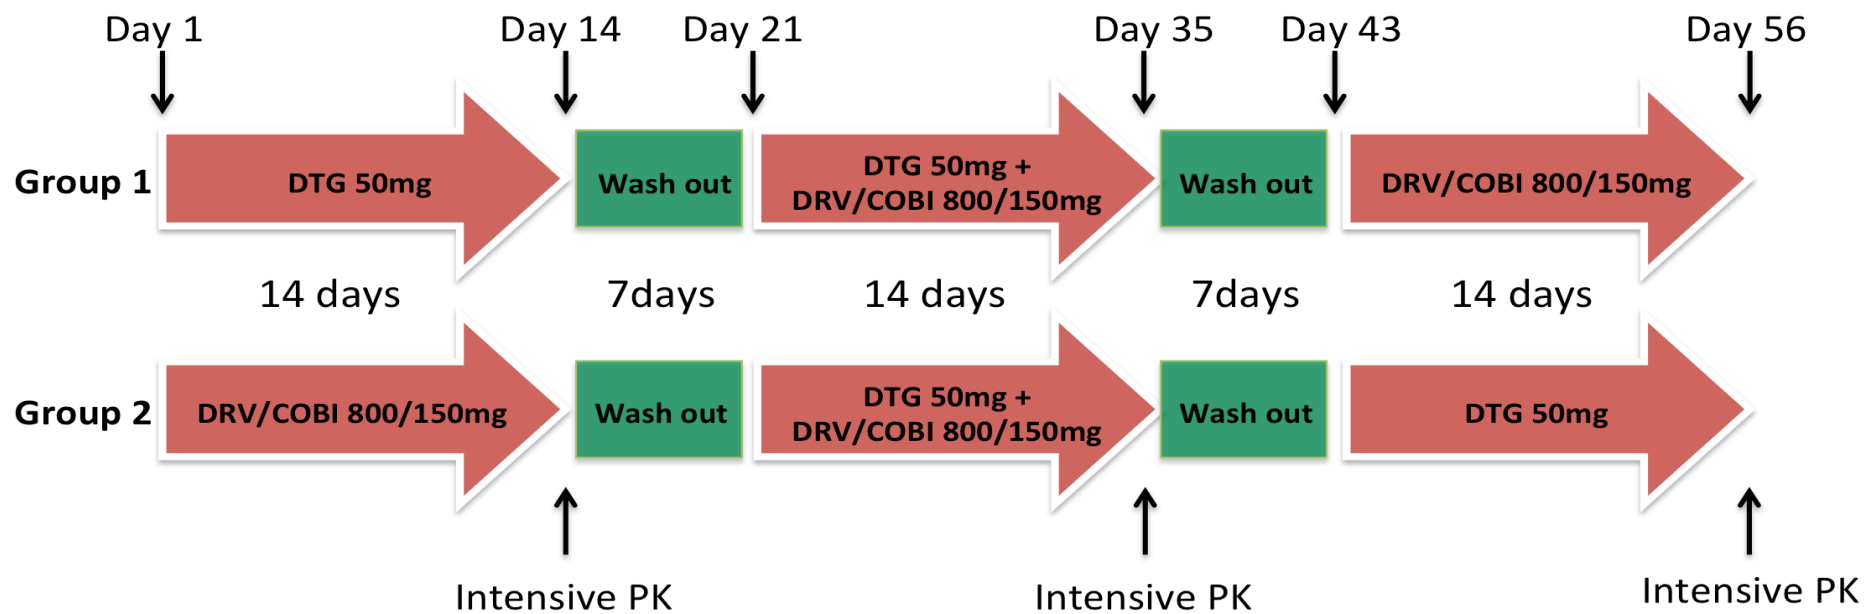 Day 1
Day 14
Day 21
Day 35
Day 43
Day 56
Group 1
DTG 50mg
Wash out
DTG 50mg +
DRV/COBI 800/150mg
Wash out
DRV/COBI 800/150mg
14 days
7days
14 days
7days
14 days
Group 2
DRV/COBI 800/150mg
Wash out
DTG 50mg +
DRV/COBI 800/150mg
Wash out
DTG 50mg
Intensive PK
Intensive PK
Intensive PK